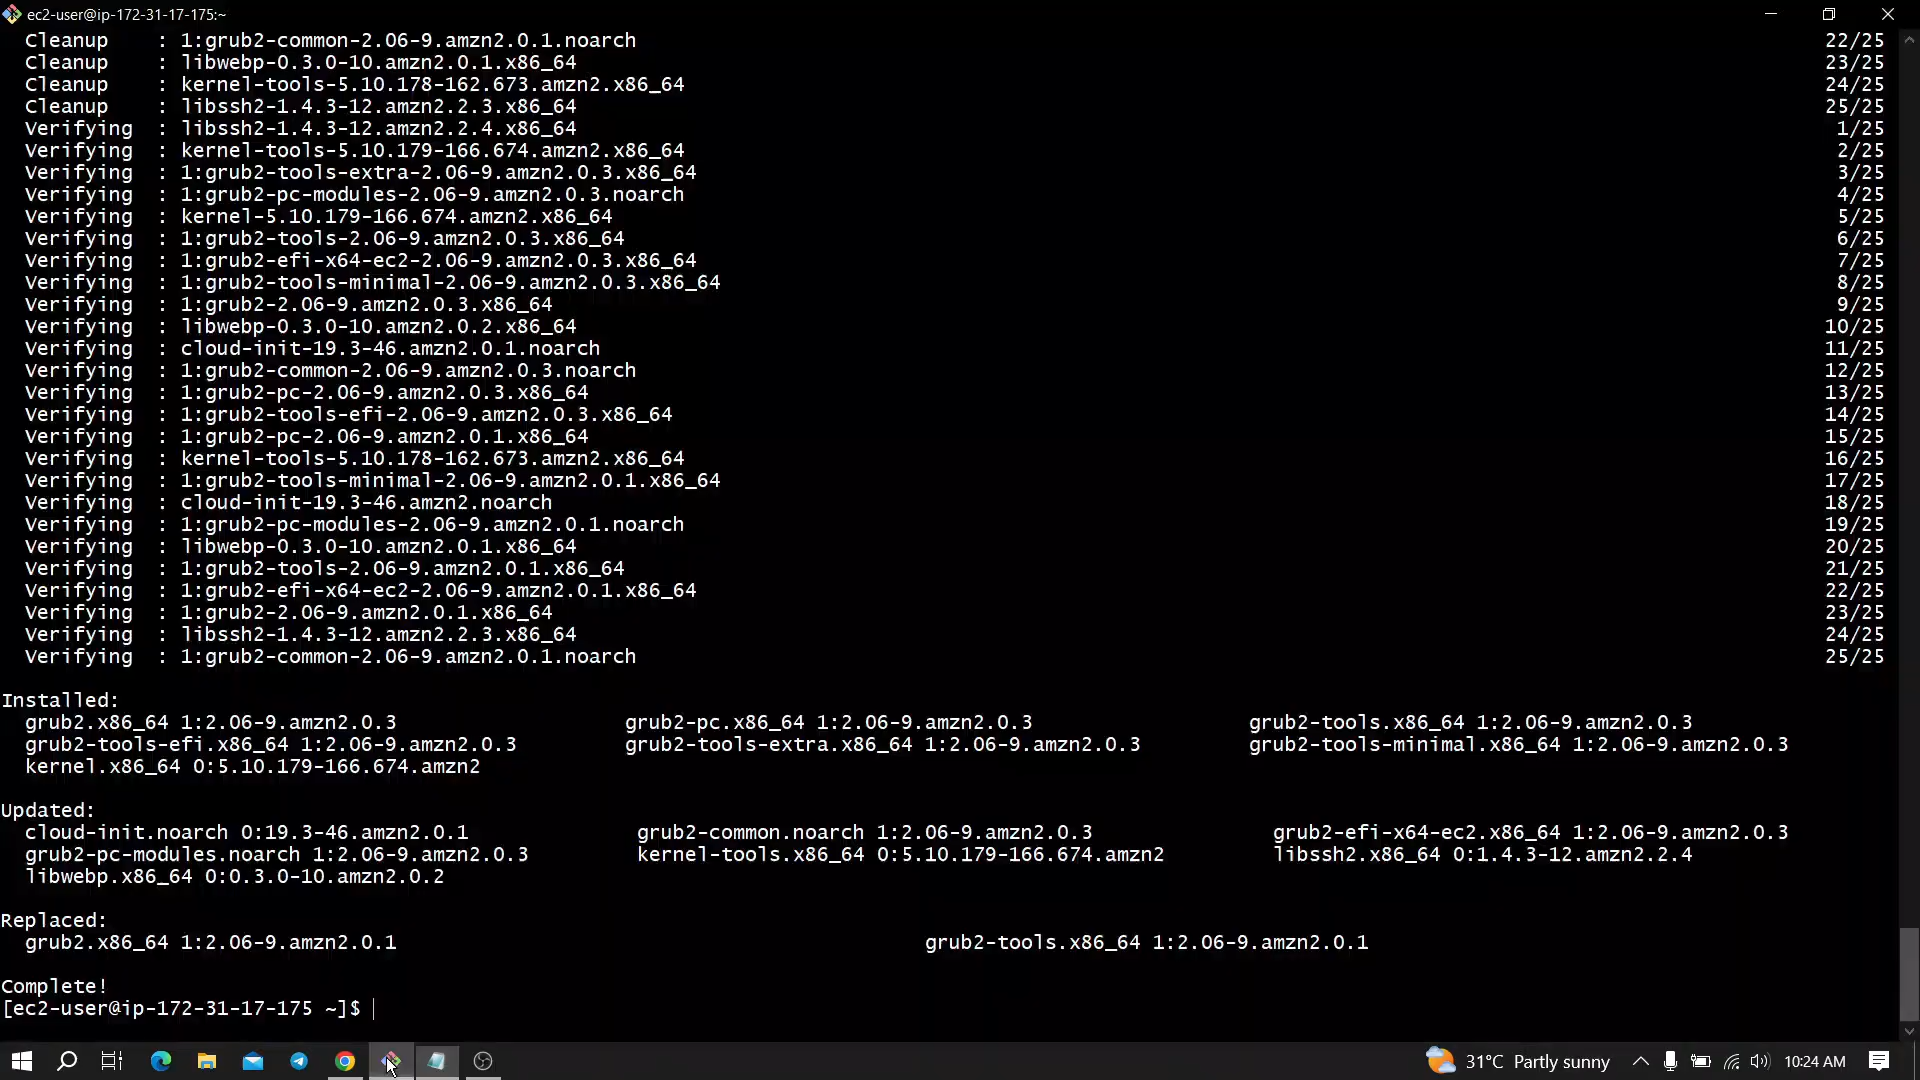 ec2-user@ip-172-31-17-175:~
Cleanup : 1:grub2-common-2.06-9.amzn2.0.1.noarch 22/25
Cleanup : libwebp-0.3.0-10.amzn2.0.1.x86_64 23/25
Cleanup : kernel-tools-5.10.178-162.673.amzn2.x86_64 24/25
Cleanup : libssh2-1.4.3-12.amzn2.2.3.x86_64 25/25
Verifying : libssh2-1.4.3-12.amzn2.2.4.x86_64 1/25
Verifying : kernel-tools-5.10.179-166.674.amzn2.x86_64 2/25
Verifying : 1:grub2-tools-extra-2.06-9.amzn2.0.3.x86_64 3/25
Verifying : 1:grub2-pc-modules-2.06-9.amzn2.0.3.noarch 4/25
Verifying : kernel-5.10.179-166.674.amzn2.x86_64 5/25
Verifying : 1:grub2-tools-2.06-9.amzn2.0.3.x86_64 6/25
Verifying : 1:grub2-efi-x64-ec2-2.06-9.amzn2.0.3.x86_64 7/25
Verifying : 1:grub2-tools-minimal-2.06-9.amzn2.0.3.x86_64 8/25
Verifying : 1:grub2-2.06-9.amzn2.0.3.x86_64 9/25
Verifying : libwebp-0.3.0-10.amzn2.0.2.x86_64 10/25
Verifying : cloud-init-19.3-46.amzn2.0.1.noarch 11/25
Verifying : 1:grub2-common-2.06-9.amzn2.0.3.noarch 12/25
Verifying : 1:grub2-pc-2.06-9.amzn2.0.3.x86_64 13/25
Verifying : 1:grub2-tools-efi-2.06-9.amzn2.0.3.x86_64 14/25
Verifying : 1:grub2-pc-2.06-9.amzn2.0.1.x86_64 15/25
Verifying : kernel-tools-5.10.178-162.673.amzn2.x86_64 16/25
Verifying : 1:grub2-tools-minimal-2.06-9.amzn2.0.1.x86_64 17/25
Verifying : cloud-init-19.3-46.amzn2.noarch 18/25
Verifying : 1:grub2-pc-modules-2.06-9.amzn2.0.1.noarch 19/25
Verifying : libwebp-0.3.0-10.amzn2.0.1.x86_64 20/25
Verifying : 1:grub2-tools-2.06-9.amzn2.0.1.x86_64 21/25
Verifying : 1:grub2-efi-x64-ec2-2.06-9.amzn2.0.1.x86_64 22/25
Verifying : 1:grub2-2.06-9.amzn2.0.1.x86_64 23/25
Verifying : libssh2-1.4.3-12.amzn2.2.3.x86_64 24/25
Verifying : 1:grub2-common-2.06-9.amzn2.0.1.noarch 25/25
Installed:
grub2.x86_64 1:2.06-9.amzn2.0.3 grub2-pc.x86_64 1:2.06-9.amzn2.0.3 grub2-tools.x86_64 1:2.06-9.amzn2.0.3
grub2-tools-efi.x86_64 1:2.06-9.amzn2.0.3 grub2-tools-extra.x86_64 1:2.06-9.amzn2.0.3 grub2-tools-minimal.x86_64 1:2.06-9.amzn2.0.3
kernel.x86_64 0:5.10.179-166.674.amzn2
Updated:
cloud-init.noarch 0:19.3-46.amzn2.0.1 grub2-common.noarch 1:2.06-9.amzn2.0.3 grub2-efi-x64-ec2.x86_64 1:2.06-9.amzn2.0.3
grub2-pc-modules.noarch 1:2.06-9.amzn2.0.3 kernel-tools.x86_64 0:5.10.179-166.674.amzn2 libssh2.x86_64 0:1.4.3-12.amzn2.2.4
libwebp.x86_64 0:0.3.0-10.amzn2.0.2
Replaced:
grub2.x86_64 1:2.06-9.amzn2.0.1 grub2-tools.x86_64 1:2.06-9.amzn2.0.1
Complete!
[ec2-user@ip-172-31-17-175 ~]$
31°C Partly sunny 10:24 AM